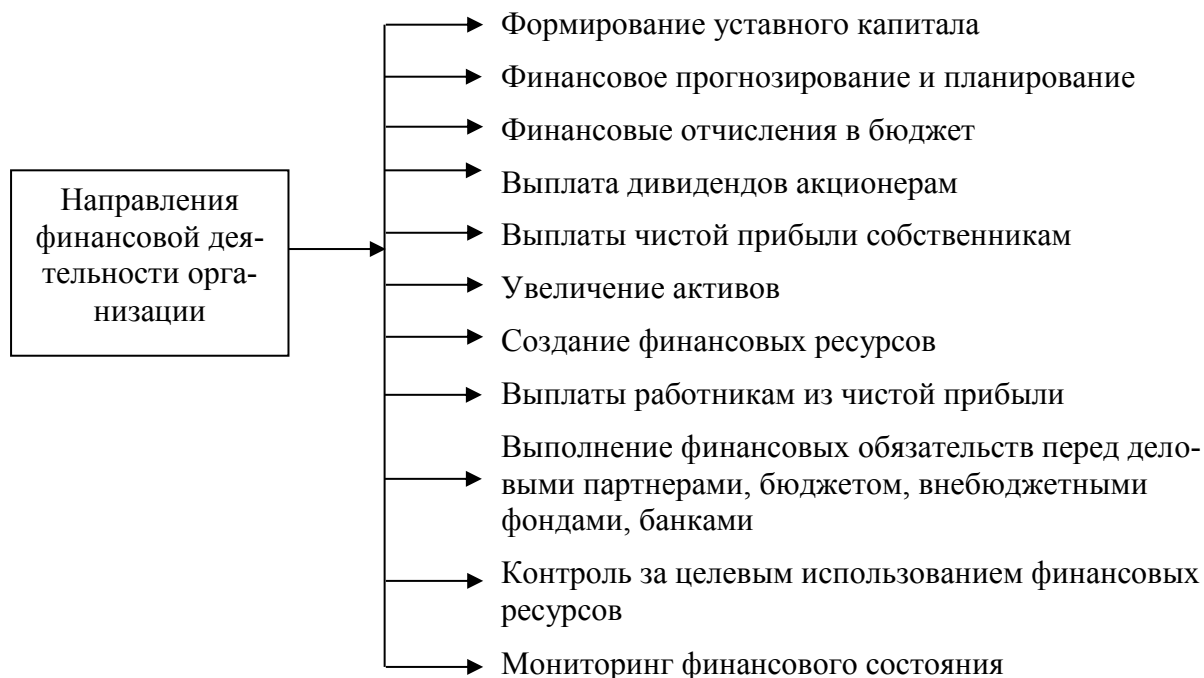 Направления
финансовой дея-
тельности орга-
низации
Формирование уставного капитала
Финансовое прогнозирование и планирование
Финансовые отчисления в бюджет
Выплата дивидендов акционерам
Выплаты чистой прибыли собственникам
Увеличение активов
Создание финансовых ресурсов
Выплаты работникам из чистой прибыли
Выполнение финансовых обязательств перед дело-
выми партнерами, бюджетом, внебюджетными
фондами, банками
Контроль за целевым использованием финансовых
ресурсов
Мониторинг финансового состояния